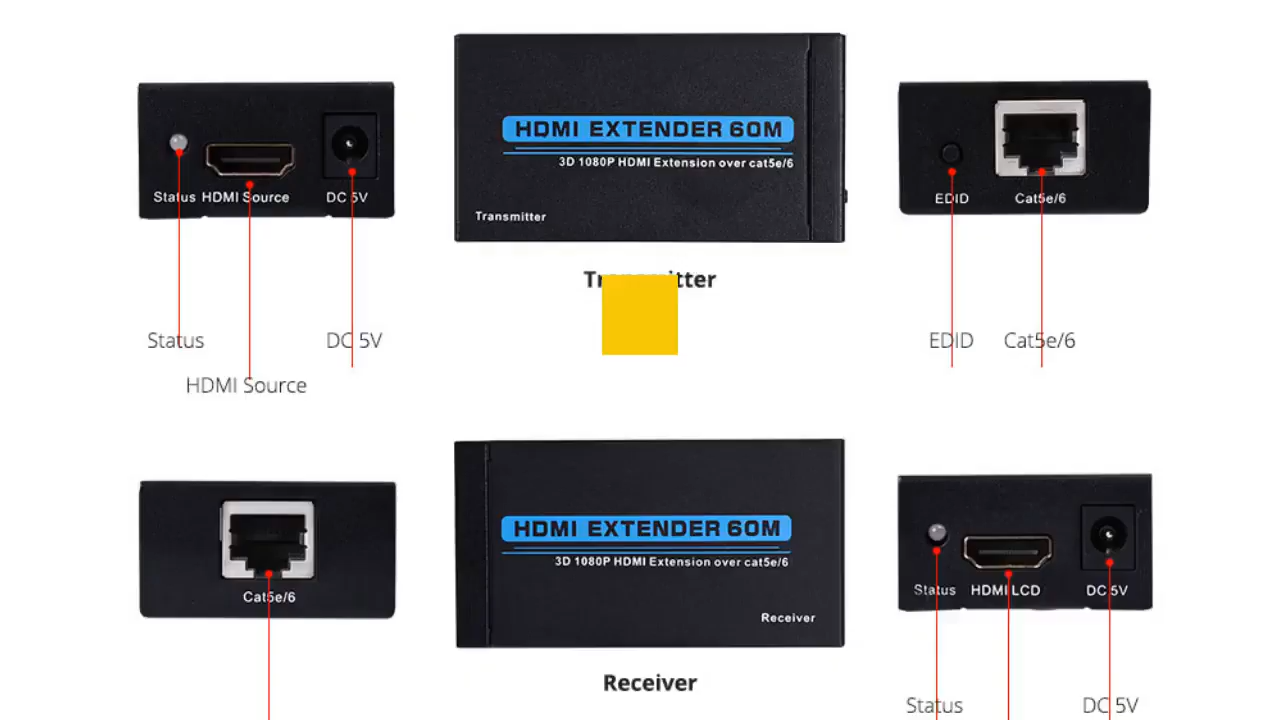 HDMI EXTENDER 60M
3D 1080P HDMI Extension over cat5e/6
Transmitter
Status HDMI Source DC 5V
EDID Cat5e/6
Transmitter
Status
DC 5V
EDID
Cat5e/6
HDMI Source
HDMI EXTENDER 60M
3D 1080P HDMI Extension over cat5e/6
Receiver
Cat5e/6
Status HDMI LCD DC 5V
Receiver
Status
DC 5V